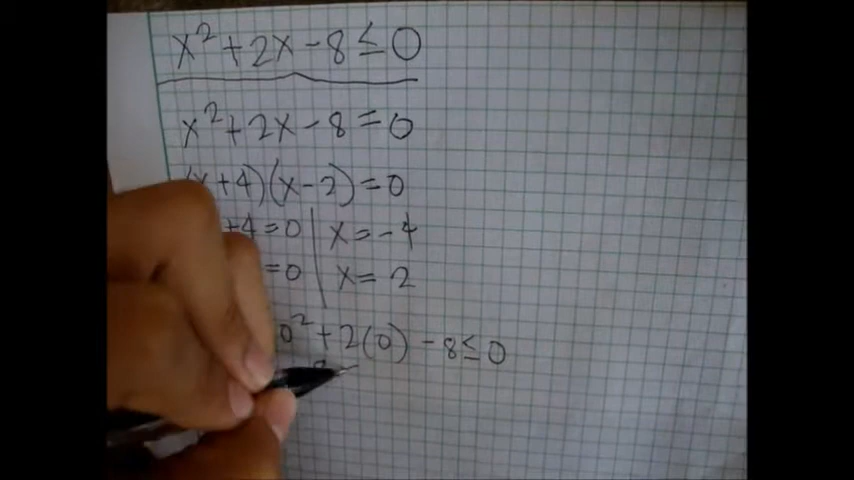 x² + 2x - 8 ≤ 0
x² + 2x - 8 = 0
(x + 4)(x - 2) = 0
+4 = 0 | x = -4
= 0 | x = 2
0² + 2(0) - 8 ≤ 0